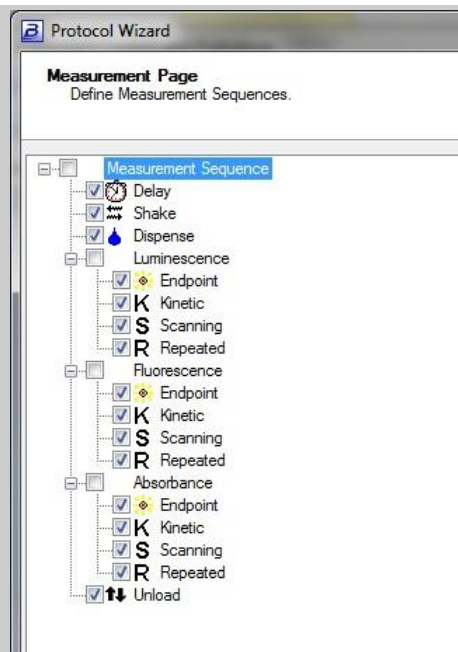 Protocol Wizard
Measurement Page
Define Measurement Sequences.
Measurement Sequence
Delay
Shake
Dispense
Luminescence
Endpoint
K Kinetic
S Scanning
R Repeated
Fluorescence
Endpoint
K Kinetic
S Scanning
R Repeated
Absorbance
Endpoint
K Kinetic
S Scanning
R Repeated
Unload